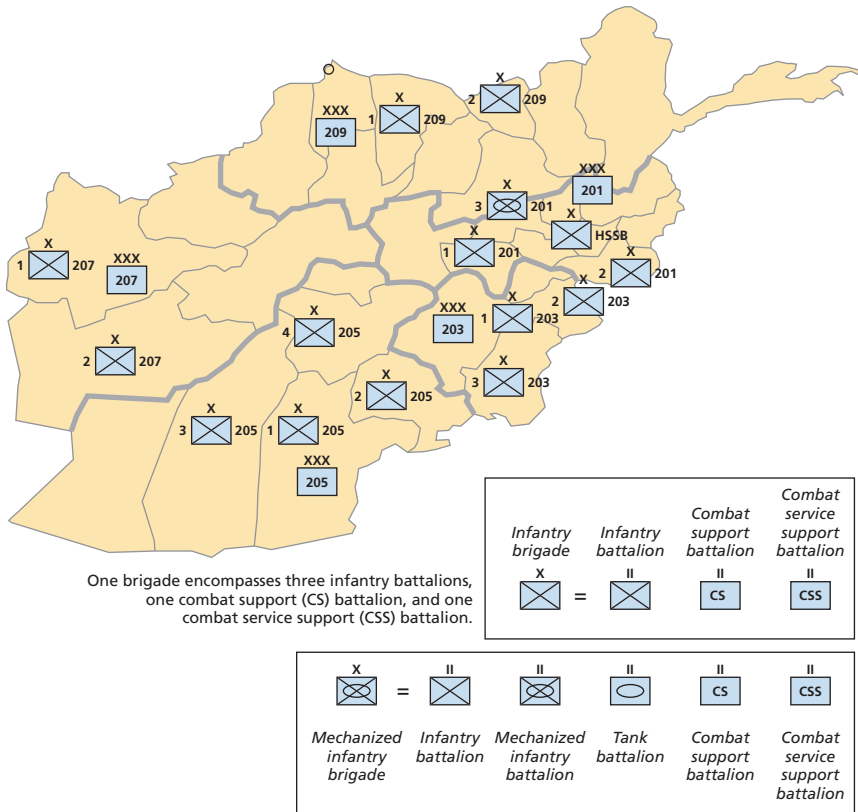 X
2 209
X
1 209
XXX
209
XXX
201
X
3 201
X
HSSB
X
1 201
X
2 201
X
1 207
XXX
207
X
2 203
XXX
203
X
1 203
X
4 205
X
2 207
X
3 203
X
2 205
X
3 205
X
1 205
XXX
205
One brigade encompasses three infantry battalions,
one combat support (CS) battalion, and one
combat service support (CSS) battalion.
Infantry
brigade
Infantry
battalion
Combat
support
battalion
Combat
service
support
battalion
X II II II
= CS CSS
X II II II II II
= CS CSS
Mechanized
infantry
brigade
Infantry
battalion
Mechanized
infantry
battalion
Tank
battalion
Combat
support
battalion
Combat
service
support
battalion